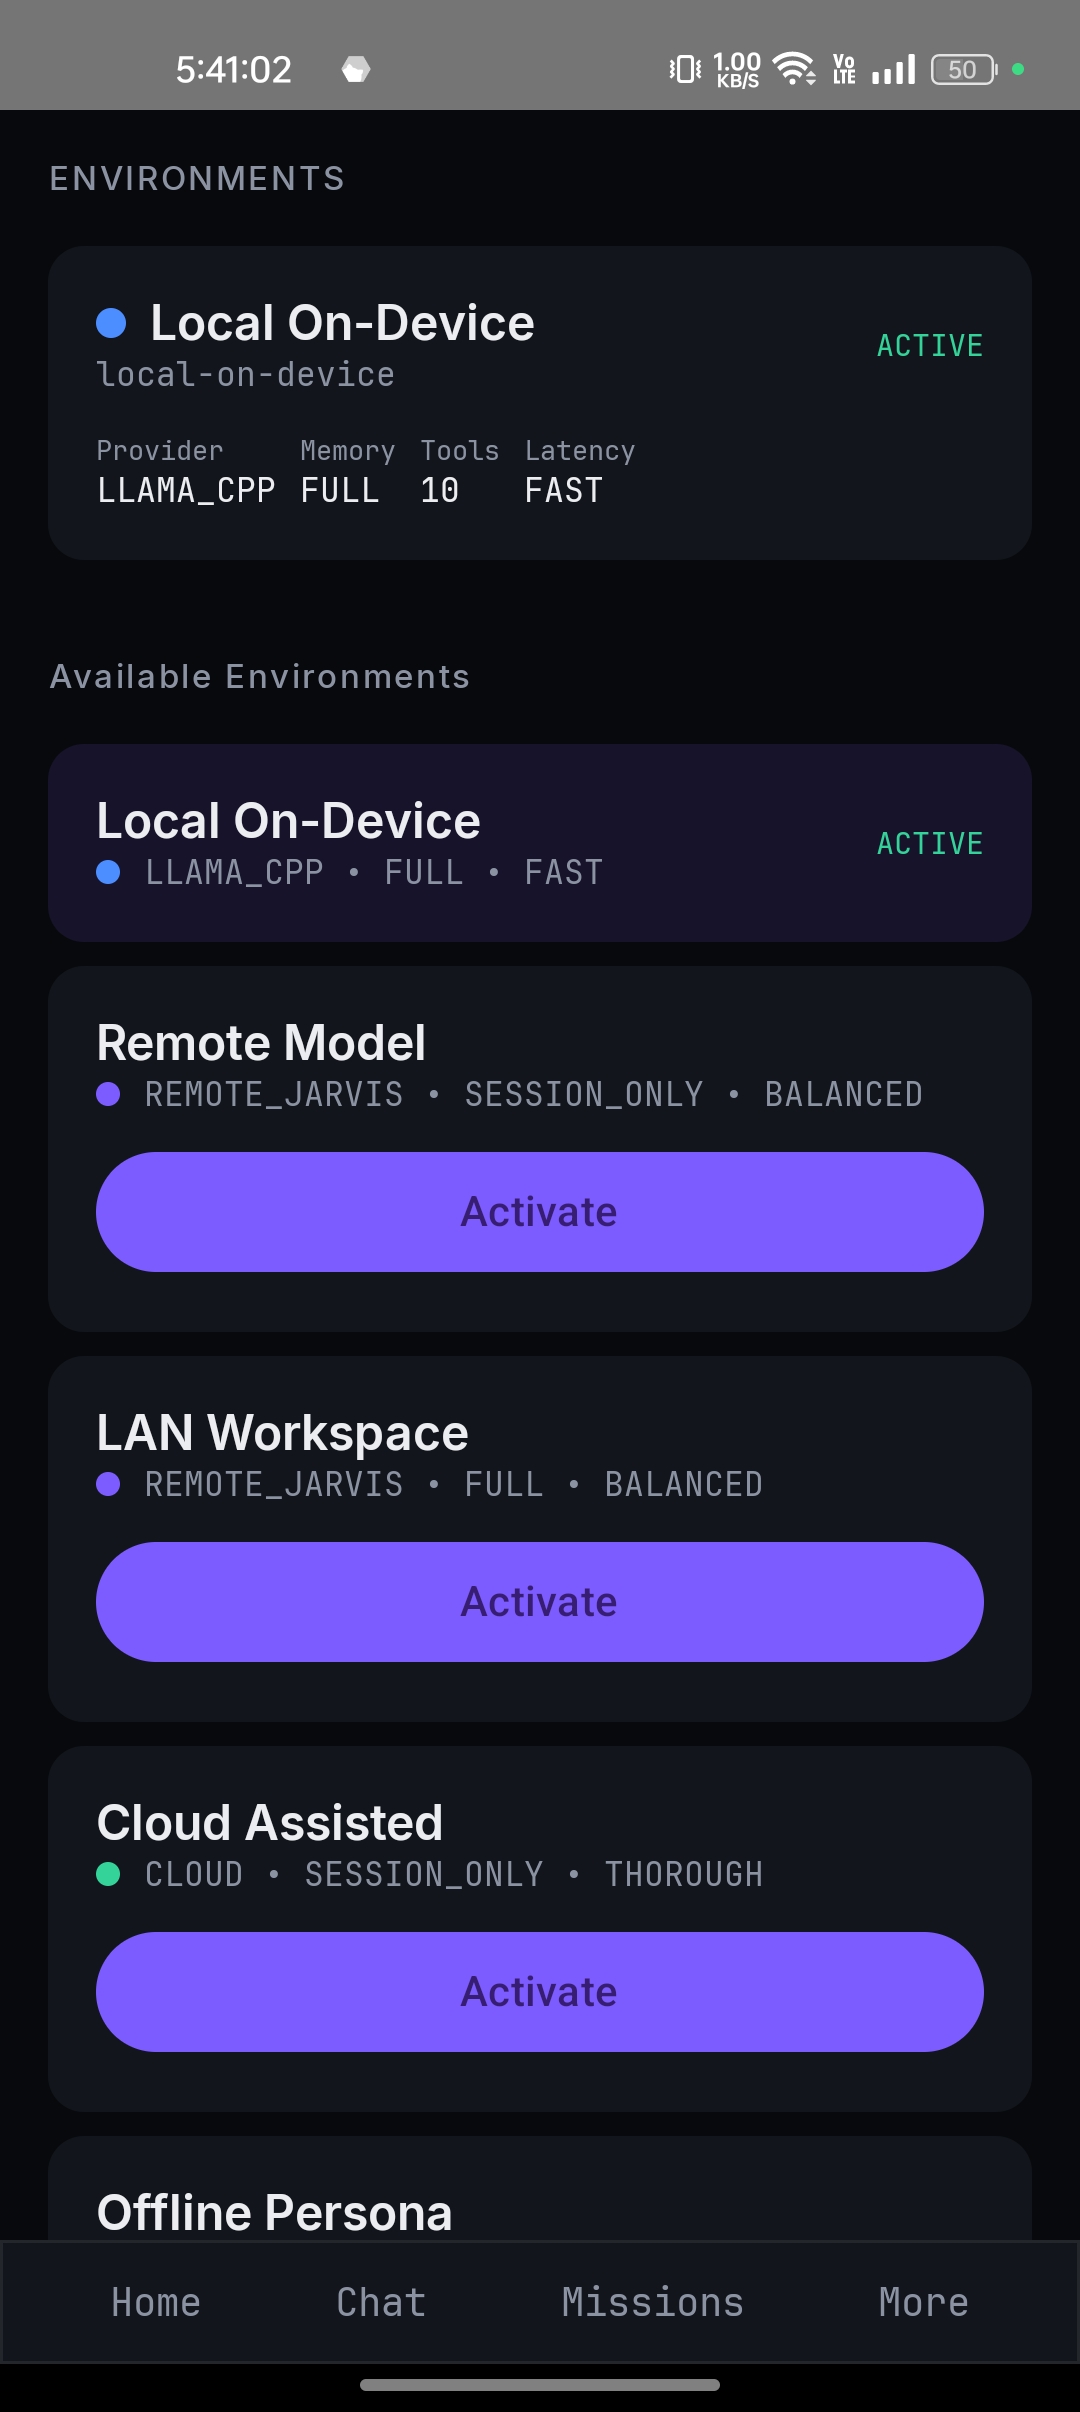 5:41:02
1.00 KB/S Vo LTE 50
ENVIRONMENTS
Local On-Device
ACTIVE
local-on-device
Provider Memory Tools Latency
LLAMA_CPP FULL 10 FAST
Available Environments
Local On-Device
ACTIVE
LLAMA_CPP • FULL • FAST
Remote Model
REMOTE_JARVIS • SESSION_ONLY • BALANCED
Activate
LAN Workspace
REMOTE_JARVIS • FULL • BALANCED
Activate
Cloud Assisted
CLOUD • SESSION_ONLY • THOROUGH
Activate
Offline Persona
Home Chat Missions More